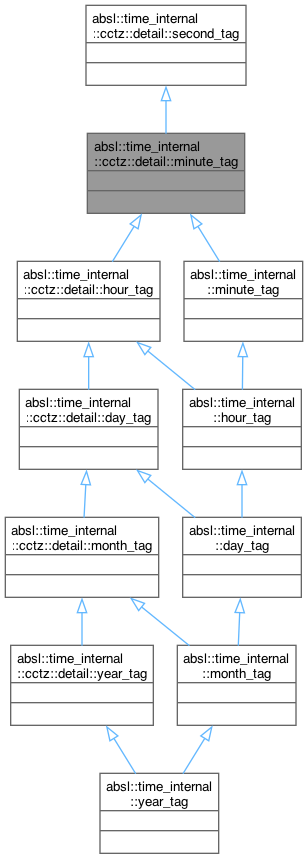 absl::time_internal
::cctz::detail::second_tag
absl::time_internal
::cctz::detail::minute_tag
absl::time_internal
::cctz::detail::hour_tag
absl::time_internal
::minute_tag
absl::time_internal
::cctz::detail::day_tag
absl::time_internal
::hour_tag
absl::time_internal
::cctz::detail::month_tag
absl::time_internal
::day_tag
absl::time_internal
::cctz::detail::year_tag
absl::time_internal
::month_tag
absl::time_internal
::year_tag